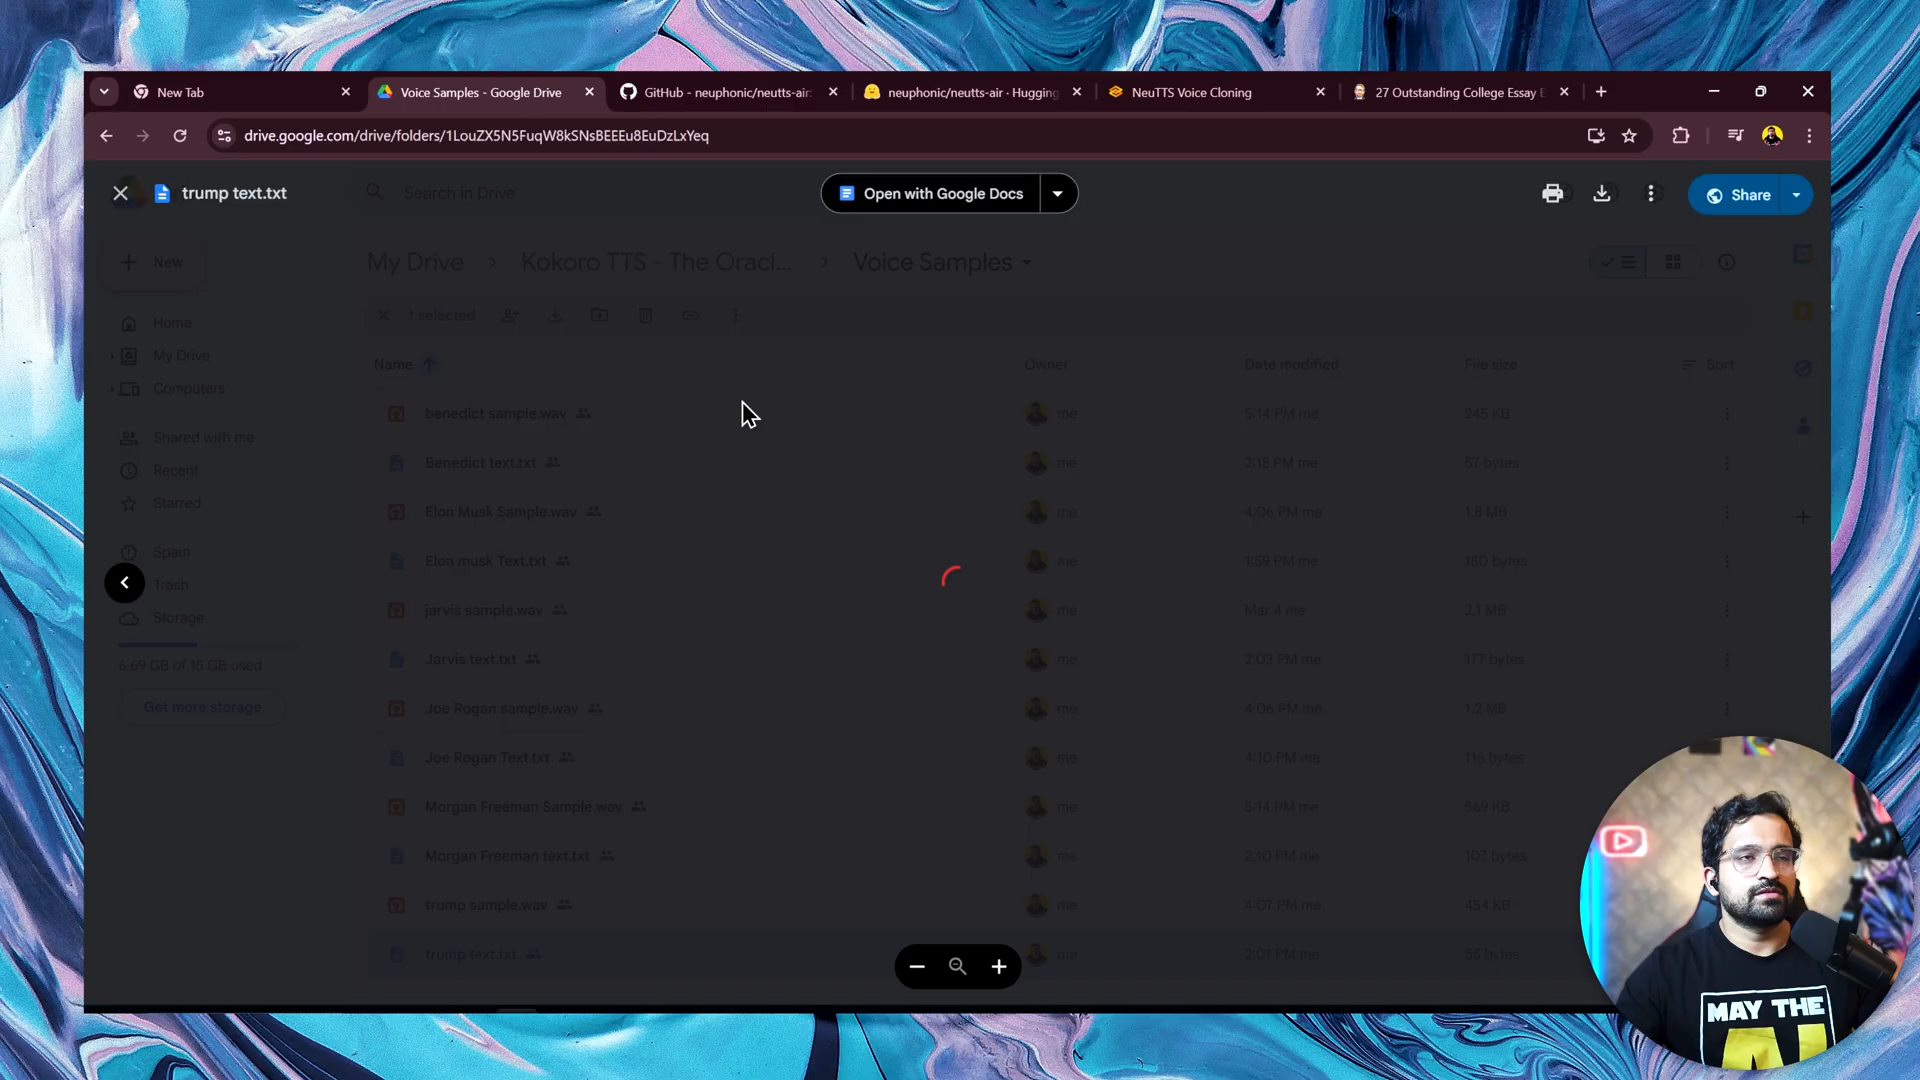 New Tab
Voice Samples - Google Drive
GitHub - neuphonic/neutts-air:
neuphonic/neutts-air · Hugging
NeuTTS Voice Cloning
27 Outstanding College Essay E
drive.google.com/drive/folders/1LouZX5N5FuqW8kSNsBEEEu8EuDzLxYeq
trump text.txt
Search in Drive
Open with Google Docs
Share
New
My Drive
Kokoro TTS - The Oracl...
Voice Samples
1 selected
Home
My Drive
Computers
Shared with me
Recent
Starred
Spam
Trash
Storage
6.69 GB of 15 GB used
Get more storage
Name Owner Date modified File size Sort
benedict sample.wav me 5:14 PM me 245 KB
Benedict text.txt me 2:18 PM me 57 bytes
Elon Musk Sample.wav me 4:06 PM me 1.8 MB
Elon musk Text.txt me 1:59 PM me 180 bytes
jarvis sample.wav me Mar 4 me 2.1 MB
Jarvis text.txt me 2:03 PM me 117 bytes
Joe Rogan sample.wav me 4:06 PM me 1.2 MB
Joe Rogan Text.txt me 4:10 PM me 116 bytes
Morgan Freeman Sample.wav me 5:14 PM me 569 KB
Morgan Freeman text.txt me 2:10 PM me 107 bytes
trump sample.wav me 4:07 PM me 454 KB
trump text.txt me 2:01 PM me 55 bytes
MAY THE
AI